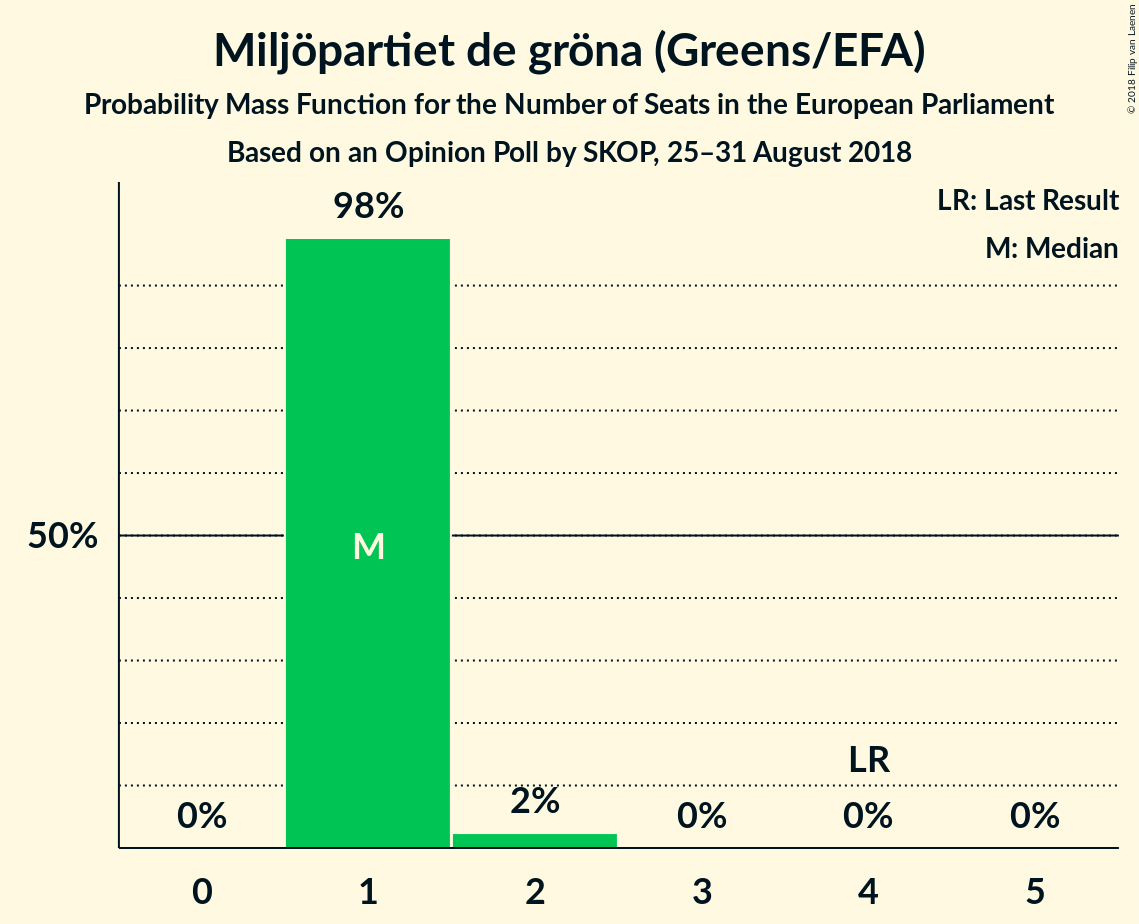 Miljöpartiet de gröna (Greens/EFA)
Probability Mass Function for the Number of Seats in the European Parliament
Based on an Opinion Poll by SKOP, 25–31 August 2018
© 2018 Filip van Laenen
LR: Last Result
M: Median
98%
50%
M
LR
0%
2%
0%
0%
0%
0
1
2
3
4
5